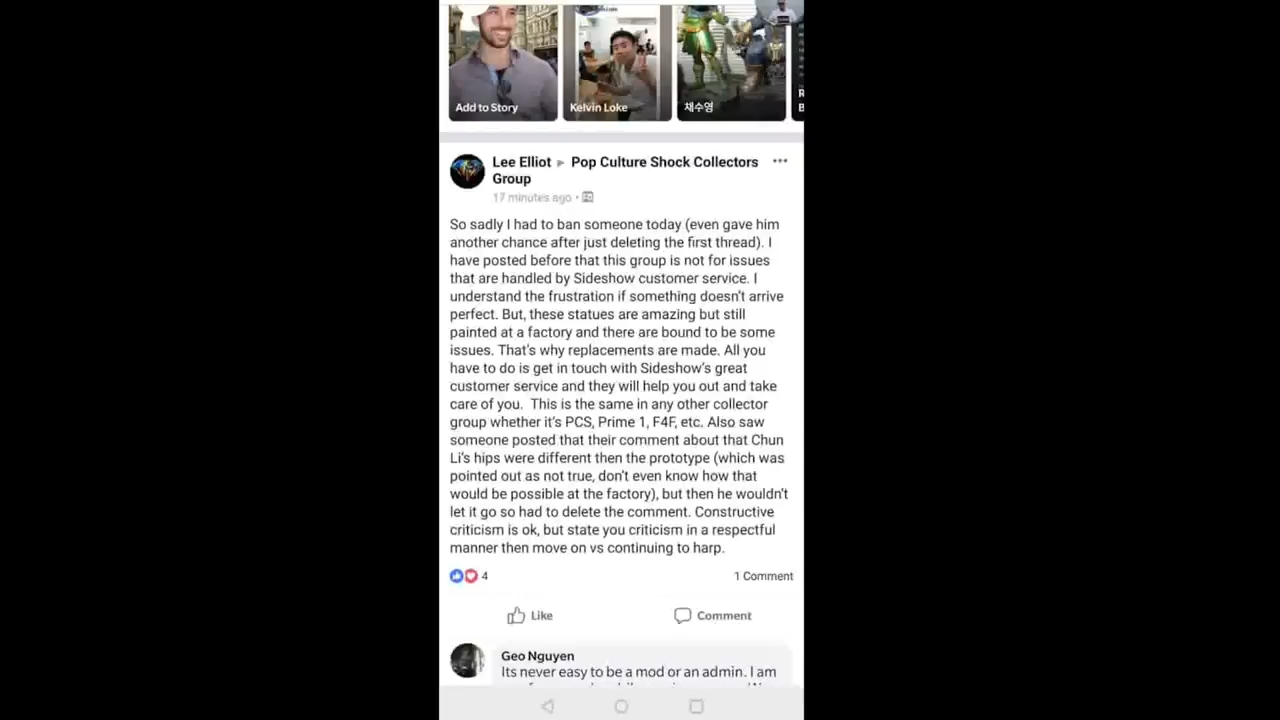 Add to Story
Kelvin Loke
채수영
R
B
Lee Elliot ▸ Pop Culture Shock Collectors
Group
17 minutes ago ·
So sadly I had to ban someone today (even gave him
another chance after just deleting the first thread). I
have posted before that this group is not for issues
that are handled by Sideshow customer service. I
understand the frustration if something doesn't arrive
perfect. But, these statues are amazing but still
painted at a factory and there are bound to be some
issues. That's why replacements are made. All you
have to do is get in touch with Sideshow's great
customer service and they will help you out and take
care of you.  This is the same in any other collector
group whether it's PCS, Prime 1, F4F, etc. Also saw
someone posted that their comment about that Chun
Li's hips were different then the prototype (which was
pointed out as not true, don't even know how that
would be possible at the factory), but then he wouldn't
let it go so had to delete the comment. Constructive
criticism is ok, but state you criticism in a respectful
manner then move on vs continuing to harp.
4
1 Comment
Like
Comment
Geo Nguyen
Its never easy to be a mod or an admin. I am